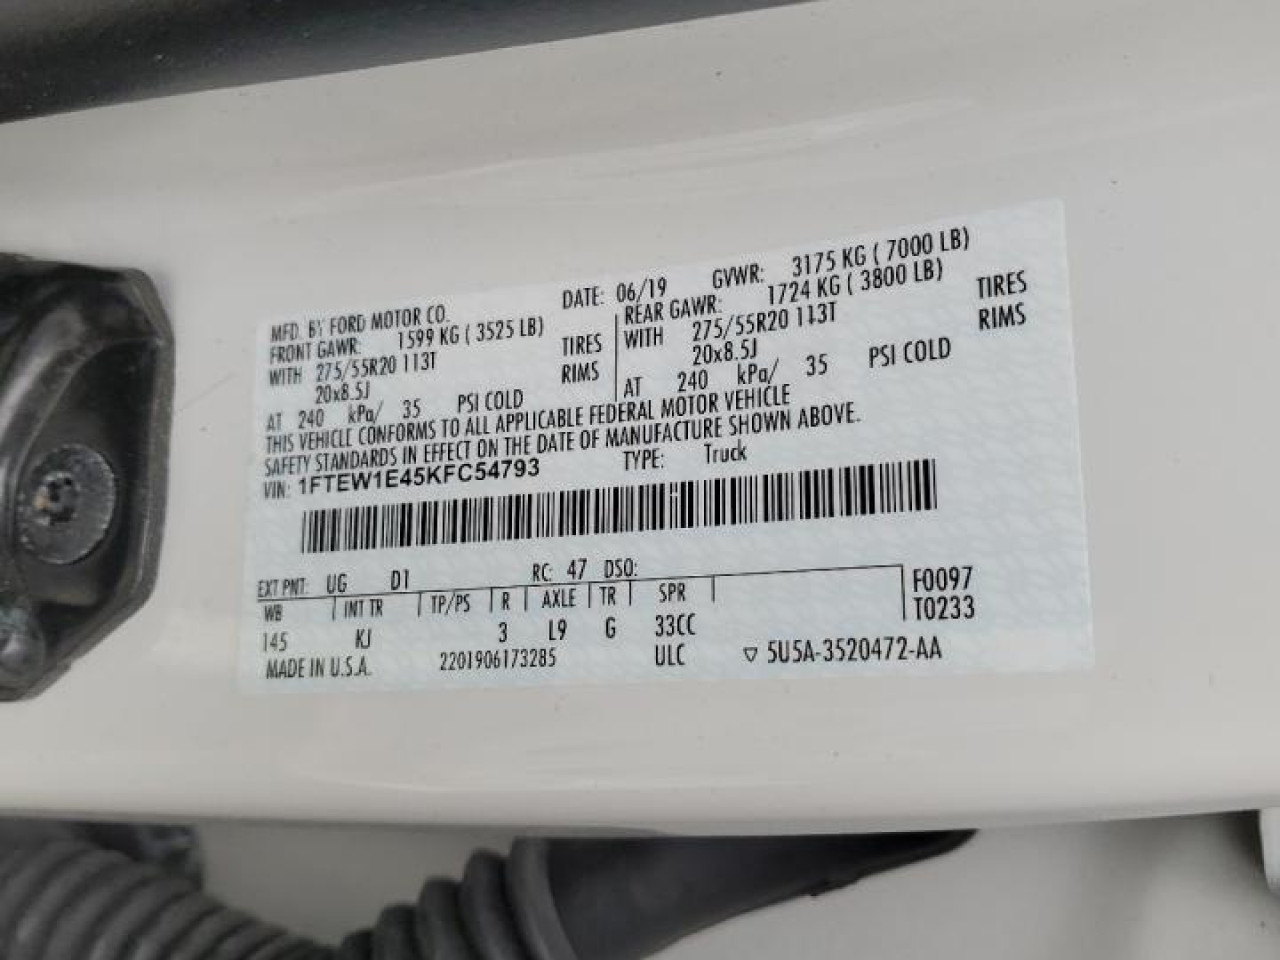 MFD. BY FORD MOTOR CO. DATE: 06/19 GVWR: 3175 KG ( 7000 LB)
FRONT GAWR: 1599 KG ( 3525 LB) REAR GAWR: 1724 KG ( 3800 LB)
WITH 275/55R20 113T TIRES WITH 275/55R20 113T TIRES
20x8.5J RIMS 20x8.5J RIMS
AT 240 kPa/ 35 PSI COLD AT 240 kPa/ 35 PSI COLD
THIS VEHICLE CONFORMS TO ALL APPLICABLE FEDERAL MOTOR VEHICLE
SAFETY STANDARDS IN EFFECT ON THE DATE OF MANUFACTURE SHOWN ABOVE.
VIN: 1FTEW1E45KFC54793 TYPE: Truck
EXT PNT: UG D1 RC: 47 DSO:
WB INT TR TP/PS R AXLE TR SPR F0097
145 KJ 3 L9 G 33CC T0233
MADE IN U.S.A. 2201906173285 ULC ▽ 5U5A-3520472-AA